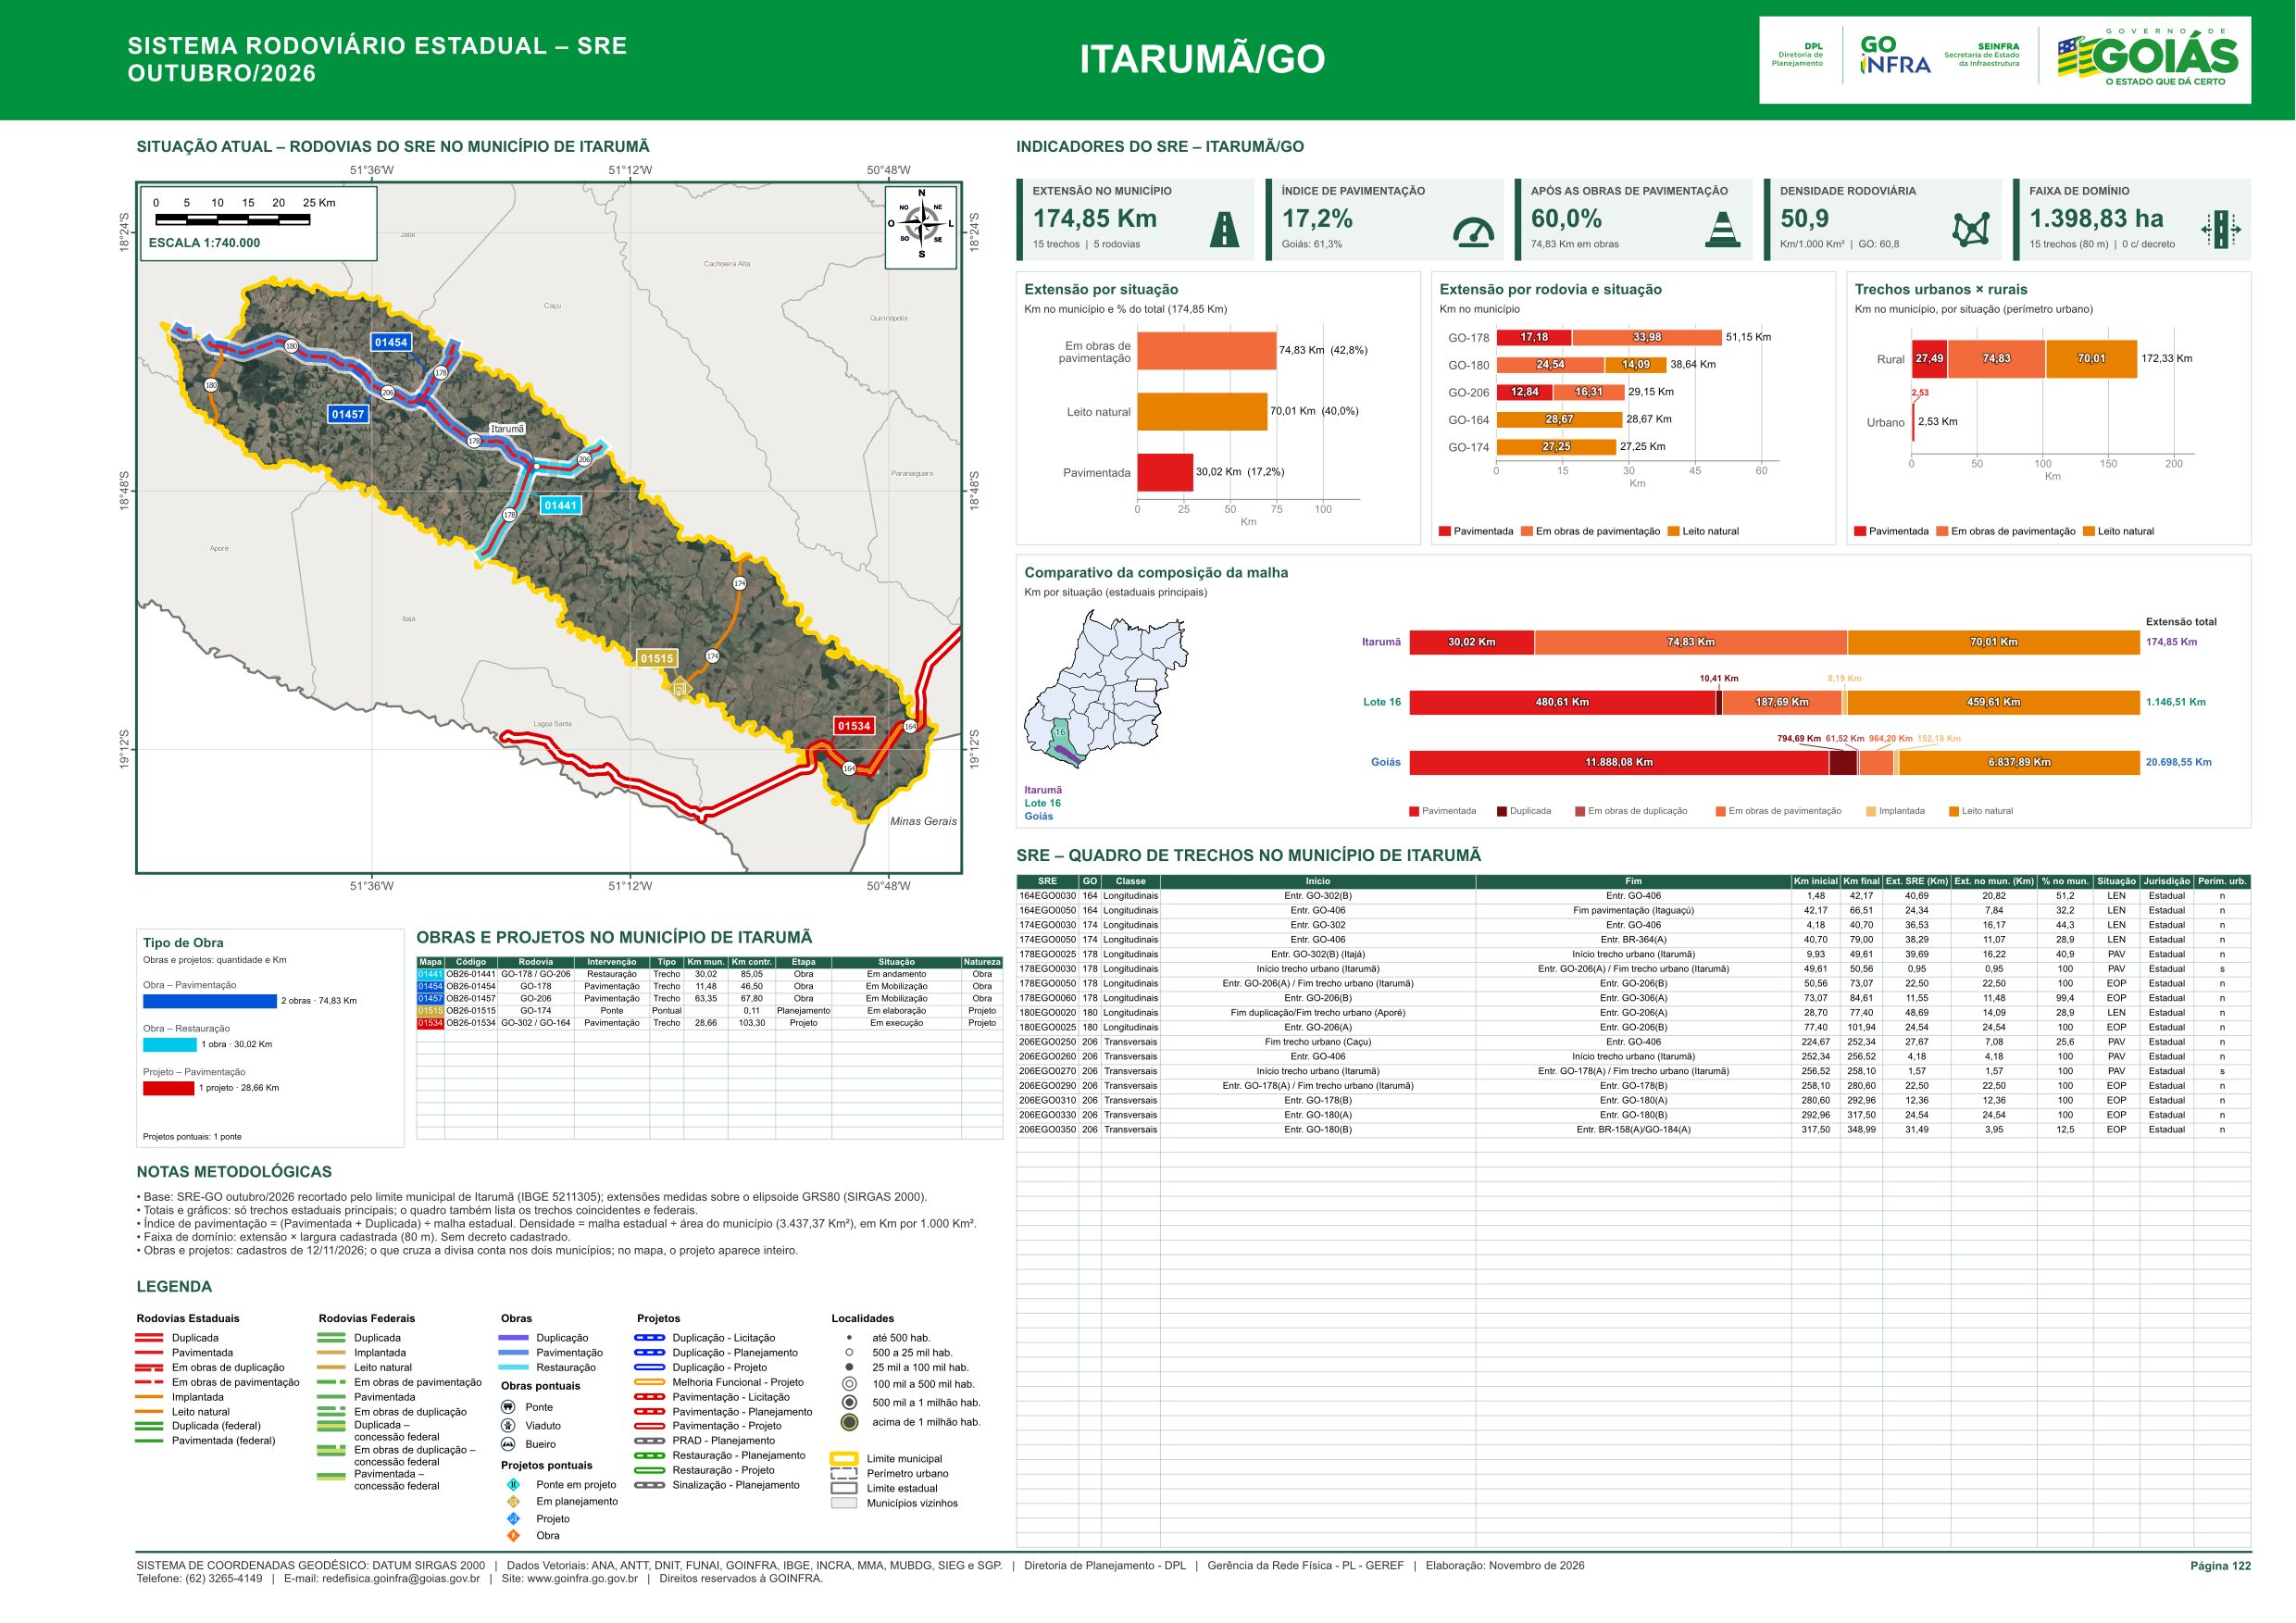 SISTEMA RODOVIÁRIO ESTADUAL – SRE
OUTUBRO/2026
ITARUMÃ/GO
DPL
Diretoria de
Planejamento
GO
iNFRA
SEINFRA
Secretaria de Estado
da Infraestrutura
GOVERNO DE
GOIÁS
O ESTADO QUE DÁ CERTO
SITUAÇÃO ATUAL – RODOVIAS DO SRE NO MUNICÍPIO DE ITARUMÃ
51°36'W 51°12'W 50°48'W
18°24'S 18°24'S
18°48'S 18°48'S
19°12'S 19°12'S
0 5 10 15 20 25 Km
ESCALA 1:740.000
N
NO NE
O L
SO SE
S
Jataí
Cachoeira Alta
Caçu
Quirinópolis
01454
180
178
180
206
01457
Itarumã
178
206
Paranaiguara
01441
178
Aporé
174
Itajá
174
01515
Lagoa Santa
01534
164
164
Minas Gerais
51°36'W 51°12'W 50°48'W
INDICADORES DO SRE – ITARUMÃ/GO
EXTENSÃO NO MUNICÍPIO
174,85 Km
15 trechos | 5 rodovias
ÍNDICE DE PAVIMENTAÇÃO
17,2%
Goiás: 61,3%
APÓS AS OBRAS DE PAVIMENTAÇÃO
60,0%
74,83 Km em obras
DENSIDADE RODOVIÁRIA
50,9
Km/1.000 Km² | GO: 60,8
FAIXA DE DOMÍNIO
1.398,83 ha
15 trechos (80 m) | 0 c/ decreto
Extensão por situação
Km no município e % do total (174,85 Km)
Em obras de
pavimentação
74,83 Km (42,8%)
Leito natural 70,01 Km (40,0%)
Pavimentada 30,02 Km (17,2%)
0 25 50 75 100
Km
Extensão por rodovia e situação
Km no município
GO-178 17,18 33,98 51,15 Km
GO-180 24,54 14,09 38,64 Km
GO-206 12,84 16,31 29,15 Km
GO-164 28,67 28,67 Km
GO-174 27,25 27,25 Km
0 15 30 45 60
Km
Pavimentada Em obras de pavimentação Leito natural
Trechos urbanos × rurais
Km no município, por situação (perímetro urbano)
Rural 27,49 74,83 70,01 172,33 Km
2,53
Urbano 2,53 Km
0 50 100 150 200
Km
Pavimentada Em obras de pavimentação Leito natural
Comparativo da composição da malha
Km por situação (estaduais principais)
16
Itarumã
Lote 16
Goiás
Extensão total
Itarumã 30,02 Km 74,83 Km 70,01 Km 174,85 Km
10,41 Km 8,19 Km
Lote 16 480,61 Km 187,69 Km 459,61 Km 1.146,51 Km
794,69 Km 61,52 Km 964,20 Km 152,18 Km
Goiás 11.888,08 Km 6.837,89 Km 20.698,55 Km
Pavimentada Duplicada Em obras de duplicação Em obras de pavimentação Implantada Leito natural
SRE – QUADRO DE TRECHOS NO MUNICÍPIO DE ITARUMÃ
SRE GO Classe Início Fim Km inicial Km final Ext. SRE (Km) Ext. no mun. (Km) % no mun. Situação Jurisdição Perím. urb.
164EGO0030 164 Longitudinais Entr. GO-302(B) Entr. GO-406 1,48 42,17 40,69 20,82 51,2 LEN Estadual n
164EGO0050 164 Longitudinais Entr. GO-406 Fim pavimentação (Itaguaçú) 42,17 66,51 24,34 7,84 32,2 LEN Estadual n
174EGO0030 174 Longitudinais Entr. GO-302 Entr. GO-406 4,18 40,70 36,53 16,17 44,3 LEN Estadual n
174EGO0050 174 Longitudinais Entr. GO-406 Entr. BR-364(A) 40,70 79,00 38,29 11,07 28,9 LEN Estadual n
178EGO0025 178 Longitudinais Entr. GO-302(B) (Itajá) Início trecho urbano (Itarumã) 9,93 49,61 39,69 16,22 40,9 PAV Estadual n
178EGO0030 178 Longitudinais Início trecho urbano (Itarumã) Entr. GO-206(A) / Fim trecho urbano (Itarumã) 49,61 50,56 0,95 0,95 100 PAV Estadual s
178EGO0050 178 Longitudinais Entr. GO-206(A) / Fim trecho urbano (Itarumã) Entr. GO-206(B) 50,56 73,07 22,50 22,50 100 EOP Estadual n
178EGO0060 178 Longitudinais Entr. GO-206(B) Entr. GO-306(A) 73,07 84,61 11,55 11,48 99,4 EOP Estadual n
180EGO0020 180 Longitudinais Fim duplicação/Fim trecho urbano (Aporé) Entr. GO-206(A) 28,70 77,40 48,69 14,09 28,9 LEN Estadual n
180EGO0025 180 Longitudinais Entr. GO-206(A) Entr. GO-206(B) 77,40 101,94 24,54 24,54 100 EOP Estadual n
206EGO0250 206 Transversais Fim trecho urbano (Caçu) Entr. GO-406 224,67 252,34 27,67 7,08 25,6 PAV Estadual n
206EGO0260 206 Transversais Entr. GO-406 Início trecho urbano (Itarumã) 252,34 256,52 4,18 4,18 100 PAV Estadual n
206EGO0270 206 Transversais Início trecho urbano (Itarumã) Entr. GO-178(A) / Fim trecho urbano (Itarumã) 256,52 258,10 1,57 1,57 100 PAV Estadual s
206EGO0290 206 Transversais Entr. GO-178(A) / Fim trecho urbano (Itarumã) Entr. GO-178(B) 258,10 280,60 22,50 22,50 100 EOP Estadual n
206EGO0310 206 Transversais Entr. GO-178(B) Entr. GO-180(A) 280,60 292,96 12,36 12,36 100 EOP Estadual n
206EGO0330 206 Transversais Entr. GO-180(A) Entr. GO-180(B) 292,96 317,50 24,54 24,54 100 EOP Estadual n
206EGO0350 206 Transversais Entr. GO-180(B) Entr. BR-158(A)/GO-184(A) 317,50 348,99 31,49 3,95 12,5 EOP Estadual n
Tipo de Obra
Obras e projetos: quantidade e Km
Obra – Pavimentação
2 obras · 74,83 Km
Obra – Restauração
1 obra · 30,02 Km
Projeto – Pavimentação
1 projeto · 28,66 Km
Projetos pontuais: 1 ponte
OBRAS E PROJETOS NO MUNICÍPIO DE ITARUMÃ
Mapa Código Rodovia Intervenção Tipo Km mun. Km contr. Etapa Situação Natureza
01441 OB26-01441 GO-178 / GO-206 Restauração Trecho 30,02 85,05 Obra Em andamento Obra
01454 OB26-01454 GO-178 Pavimentação Trecho 11,48 46,50 Obra Em Mobilização Obra
01457 OB26-01457 GO-206 Pavimentação Trecho 63,35 67,80 Obra Em Mobilização Obra
01515 OB26-01515 GO-174 Ponte Pontual 0,11 Planejamento Em elaboração Projeto
01534 OB26-01534 GO-302 / GO-164 Pavimentação Trecho 28,66 103,30 Projeto Em execução Projeto
NOTAS METODOLÓGICAS
• Base: SRE-GO outubro/2026 recortado pelo limite municipal de Itarumã (IBGE 5211305); extensões medidas sobre o elipsoide GRS80 (SIRGAS 2000).
• Totais e gráficos: só trechos estaduais principais; o quadro também lista os trechos coincidentes e federais.
• Índice de pavimentação = (Pavimentada + Duplicada) ÷ malha estadual. Densidade = malha estadual ÷ área do município (3.437,37 Km²), em Km por 1.000 Km².
• Faixa de domínio: extensão × largura cadastrada (80 m). Sem decreto cadastrado.
• Obras e projetos: cadastros de 12/11/2026; o que cruza a divisa conta nos dois municípios; no mapa, o projeto aparece inteiro.
LEGENDA
Rodovias Estaduais
Duplicada
Pavimentada
Em obras de duplicação
Em obras de pavimentação
Implantada
Leito natural
Duplicada (federal)
Pavimentada (federal)
Rodovias Federais
Duplicada
Implantada
Leito natural
Em obras de pavimentação
Pavimentada
Em obras de duplicação
Duplicada –
concessão federal
Em obras de duplicação –
concessão federal
Pavimentada –
concessão federal
Obras
Duplicação
Pavimentação
Restauração
Obras pontuais
Ponte
Viaduto
Bueiro
Projetos pontuais
Ponte em projeto
Em planejamento
Projeto
Obra
Projetos
Duplicação - Licitação
Duplicação - Planejamento
Duplicação - Projeto
Melhoria Funcional - Projeto
Pavimentação - Licitação
Pavimentação - Planejamento
Pavimentação - Projeto
PRAD - Planejamento
Restauração - Planejamento
Restauração - Projeto
Sinalização - Planejamento
Localidades
até 500 hab.
500 a 25 mil hab.
25 mil a 100 mil hab.
100 mil a 500 mil hab.
500 mil a 1 milhão hab.
acima de 1 milhão hab.
Limite municipal
Perímetro urbano
Limite estadual
Municípios vizinhos
SISTEMA DE COORDENADAS GEODÉSICO: DATUM SIRGAS 2000 | Dados Vetoriais: ANA, ANTT, DNIT, FUNAI, GOINFRA, IBGE, INCRA, MMA, MUBDG, SIEG e SGP. | Diretoria de Planejamento - DPL | Gerência da Rede Física - PL - GEREF | Elaboração: Novembro de 2026
Página 122
Telefone: (62) 3265-4149 | E-mail: redefisica.goinfra@goias.gov.br | Site: www.goinfra.go.gov.br | Direitos reservados à GOINFRA.